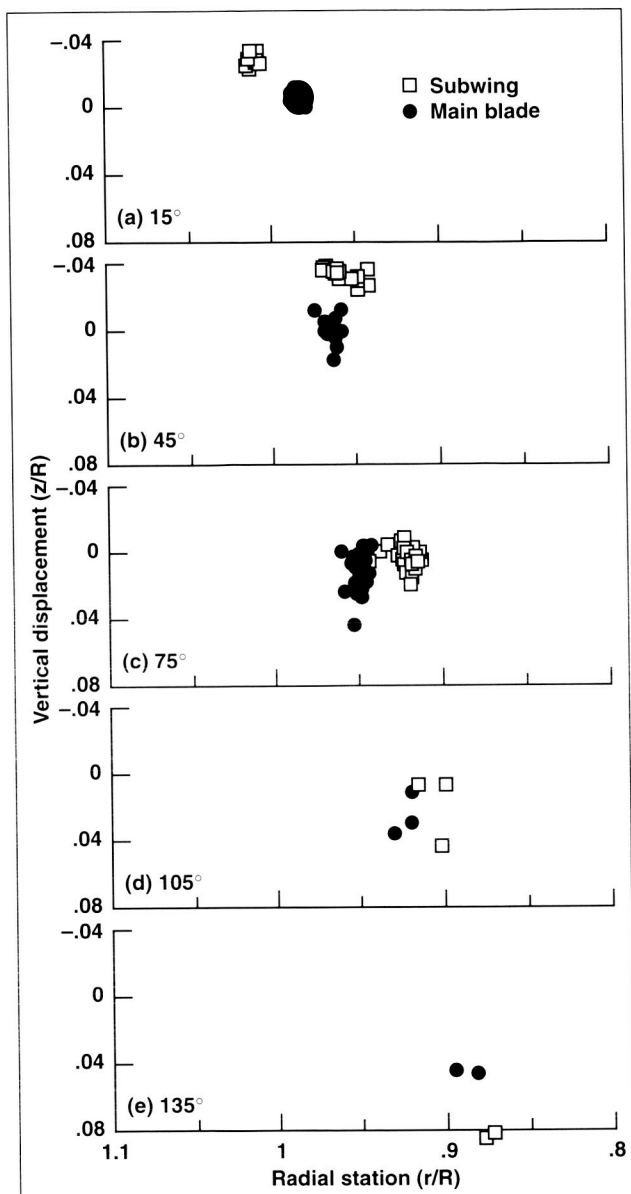 −.04
0
.04
.08
□ Subwing
● Main blade
(a) 15°
−.04
0
.04
.08
(b) 45°
−.04
0
.04
.08
(c) 75°
−.04
0
.04
.08
(d) 105°
−.04
0
.04
.08
(e) 135°
1.1
1
.9
.8
Vertical displacement (z/R)
Radial station (r/R)